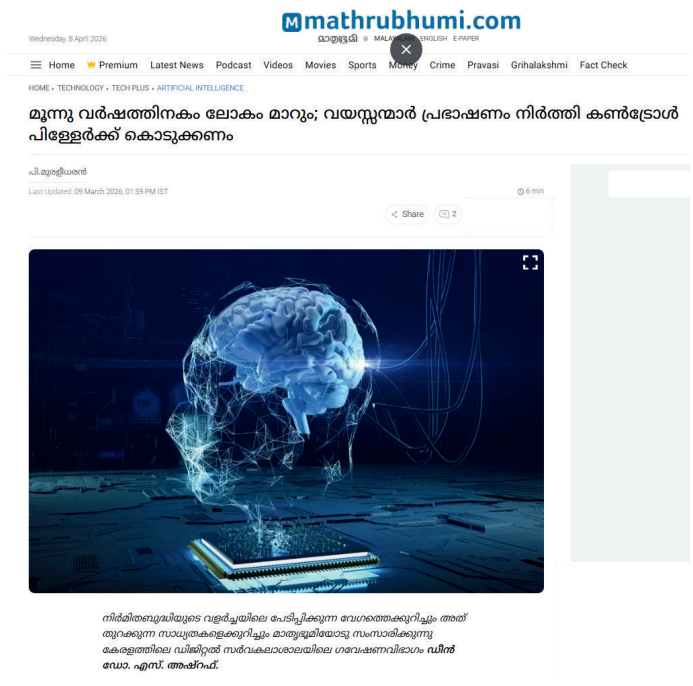 mathrubhumi.com
Wednesday, 8 April 2026
മാതൃഭൂമി MALAYALAM ENGLISH E-PAPER
Home Premium Latest News Podcast Videos Movies Sports Money Crime Pravasi Grihalakshmi Fact Check
HOME TECHNOLOGY TECH PLUS ARTIFICIAL INTELLIGENCE
മൂന്നു വർഷത്തിനകം ലോകം മാറും; വയസ്സന്മാർ പ്രഭാഷണം നിർത്തി കൺട്രോൾ
പിള്ളേർക്ക് കൊടുക്കണം
പി.മുരളീധരൻ
Last Updated: 09 March 2026, 01:59 PM IST
6 min
Share 2
നിർമിതബുദ്ധിയുടെ വളർച്ചയിലെ പേടിപ്പിക്കുന്ന വേഗത്തെക്കുറിച്ചും അത്
തുറക്കുന്ന സാധ്യതകളെക്കുറിച്ചും മാതൃഭൂമിയോടു സംസാരിക്കുന്നു
കേരളത്തിലെ ഡിജിറ്റൽ സർവകലാശാലയിലെ ഗവേഷണവിഭാഗം ഡീൻ
ഡോ. എസ്. അഷ്റഫ്.